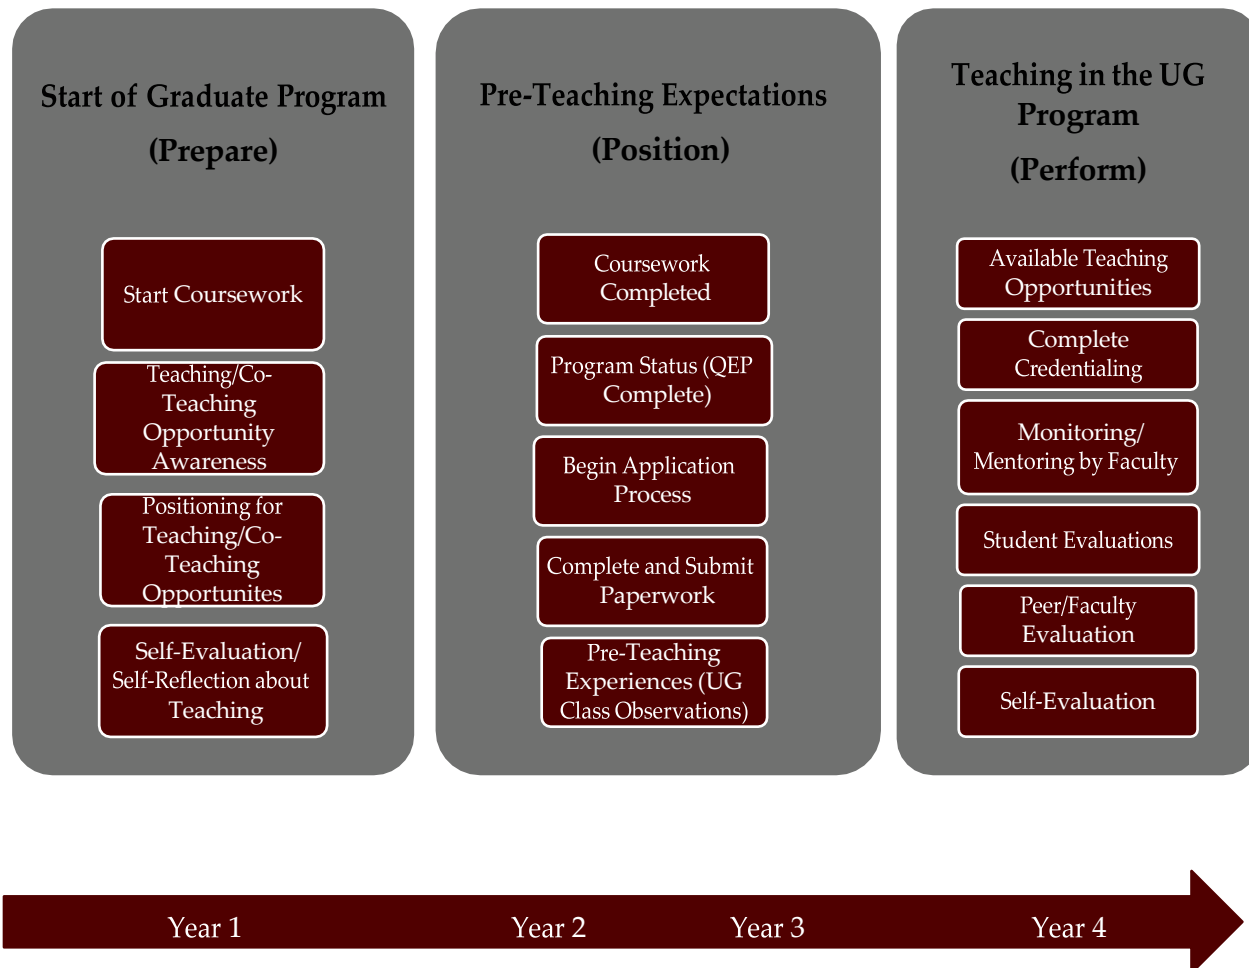 Start of Graduate Program
(Prepare)
Start Coursework
Teaching/Co-
Teaching
Opportunity
Awareness
Positioning for
Teaching/Co-
Teaching
Opportunites
Self-Evaluation/
Self-Reflection about
Teaching
Pre-Teaching Expectations
(Position)
Coursework
Completed
Program Status (QEP
Complete)
Begin Application
Process
Complete and Submit
Paperwork
Pre-Teaching
Experiences (UG
Class Observations)
Teaching in the UG
Program
(Perform)
Available Teaching
Opportunities
Complete
Credentialing
Monitoring/
Mentoring by Faculty
Student Evaluations
Peer/Faculty
Evaluation
Self-Evaluation
Year 1
Year 2
Year 3
Year 4